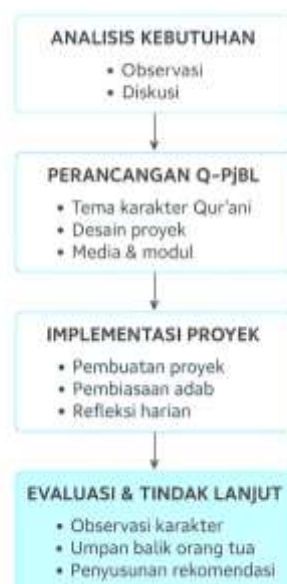 ANALISIS KEBUTUHAN
• Observasi
• Diskusi
PERANCANGAN Q-PjBL
• Tema karakter Qur'ani
• Desain proyek
• Media & modul
IMPLEMENTASI PROYEK
• Pembuatan proyek
• Pembiasaan adab
• Refleksi harian
EVALUASI & TINDAK LANJUT
• Observasi karakter
• Umpan balik orang tua
• Penyusunan rekomendasi